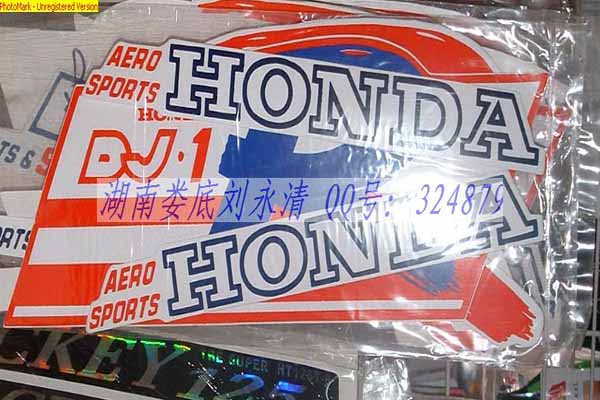 PhotoMark - Unregistered Version
AERO
SPORTS
HONDA
DJ·1
湖南娄底刘永清 QQ号: 324879
AERO
SPORTS
HONDA
THE SUPER